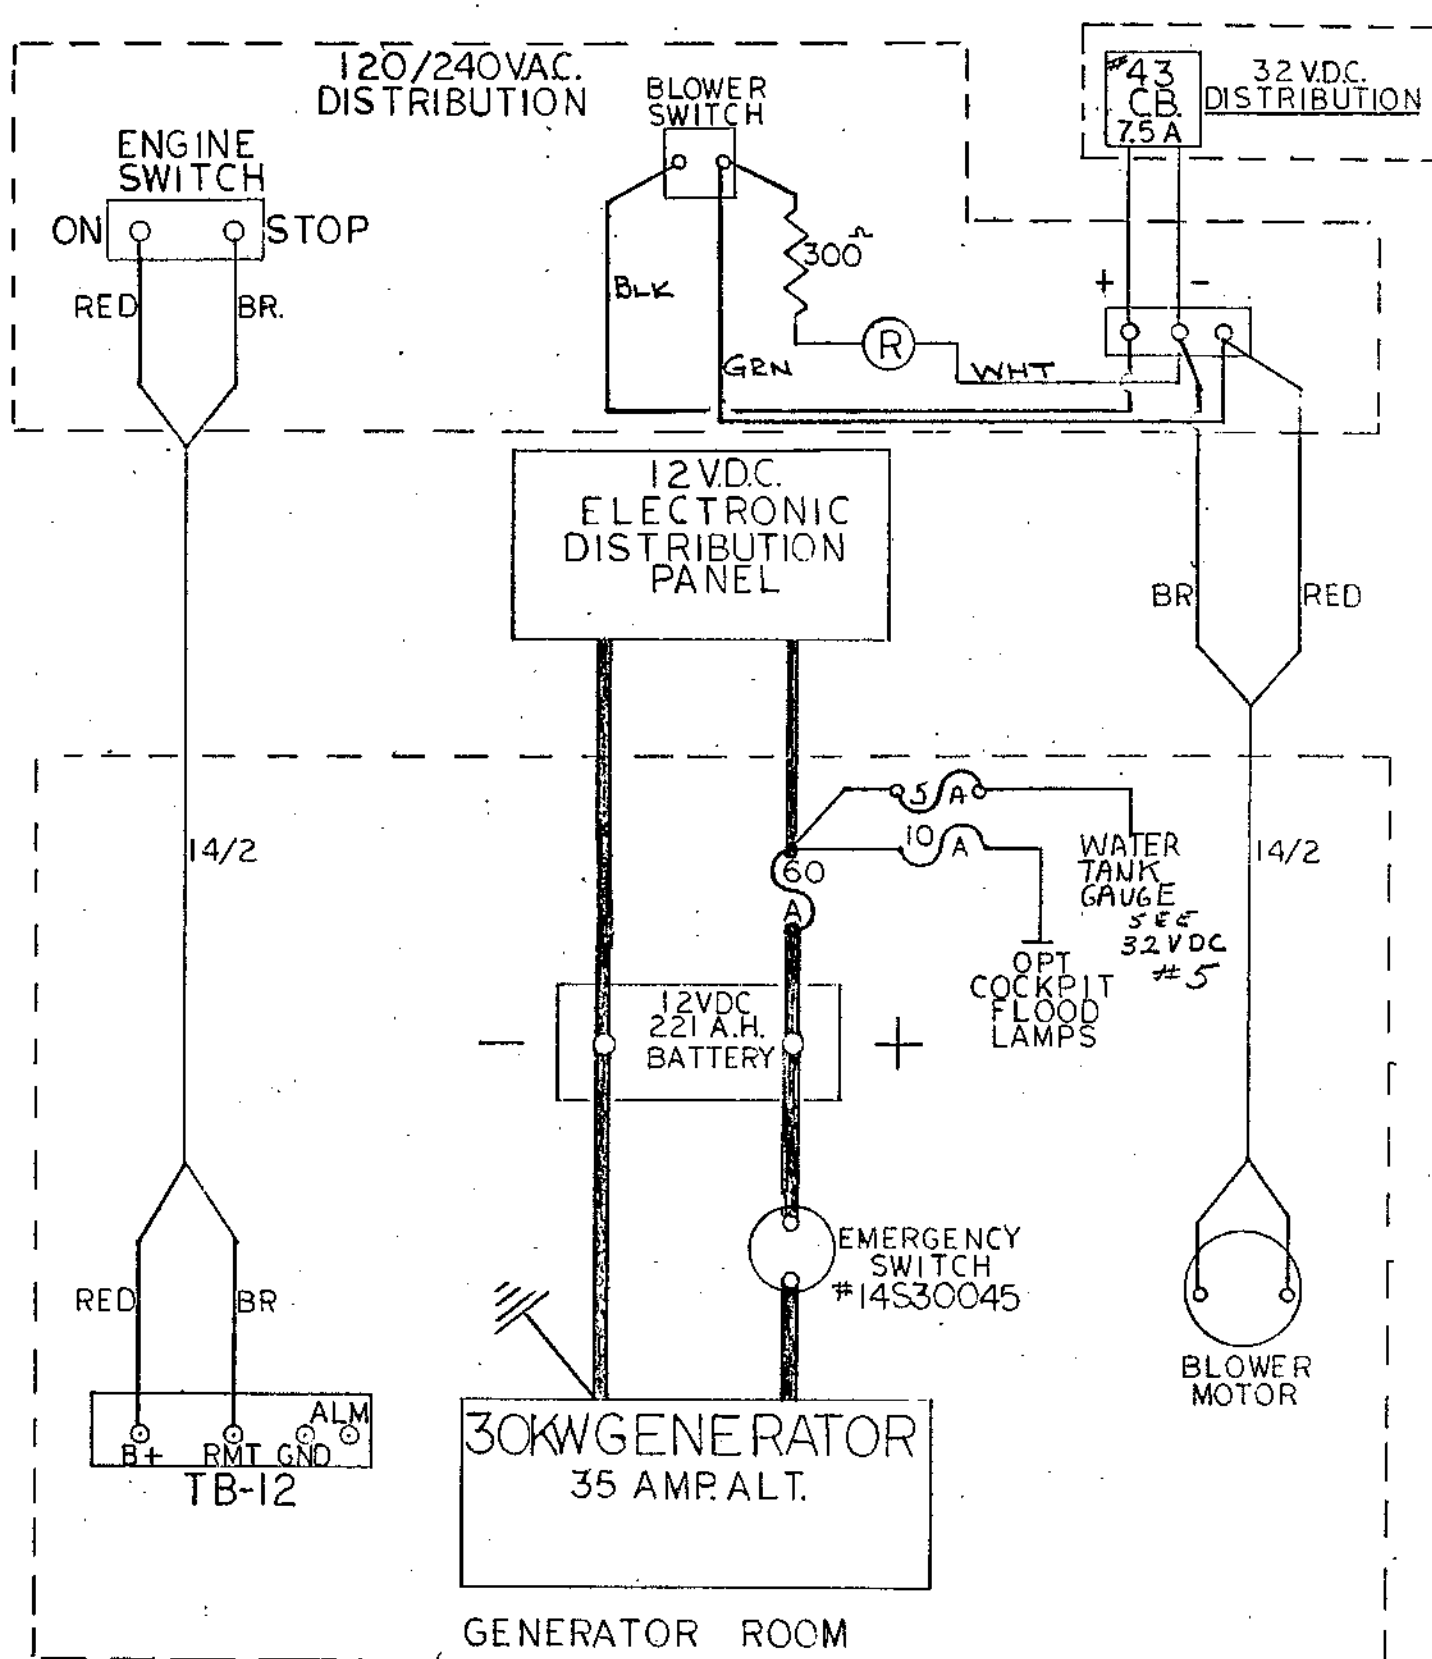 120/240VAC.
DISTRIBUTION
BLOWER
SWITCH
#43
CB.
7.5 A
32 V.D.C.
DISTRIBUTION
ENGINE
SWITCH
ON
STOP
RED
BR.
BLK
300Ω
GRN
R
WHT
+
-
12 V.D.C.
ELECTRONIC
DISTRIBUTION
PANEL
BR
RED
14/2
5 A
10 A
60 A
WATER
TANK
GAUGE
SEE
32 VDC
#5
14/2
OPT
COCKPIT
FLOOD
LAMPS
-
12VDC
221 A.H.
BATTERY
+
EMERGENCY
SWITCH
#14S30045
RED
BR
BLOWER
MOTOR
ALM
B+ RMT GND
TB-12
30KW GENERATOR
35 AMP. ALT.
GENERATOR ROOM